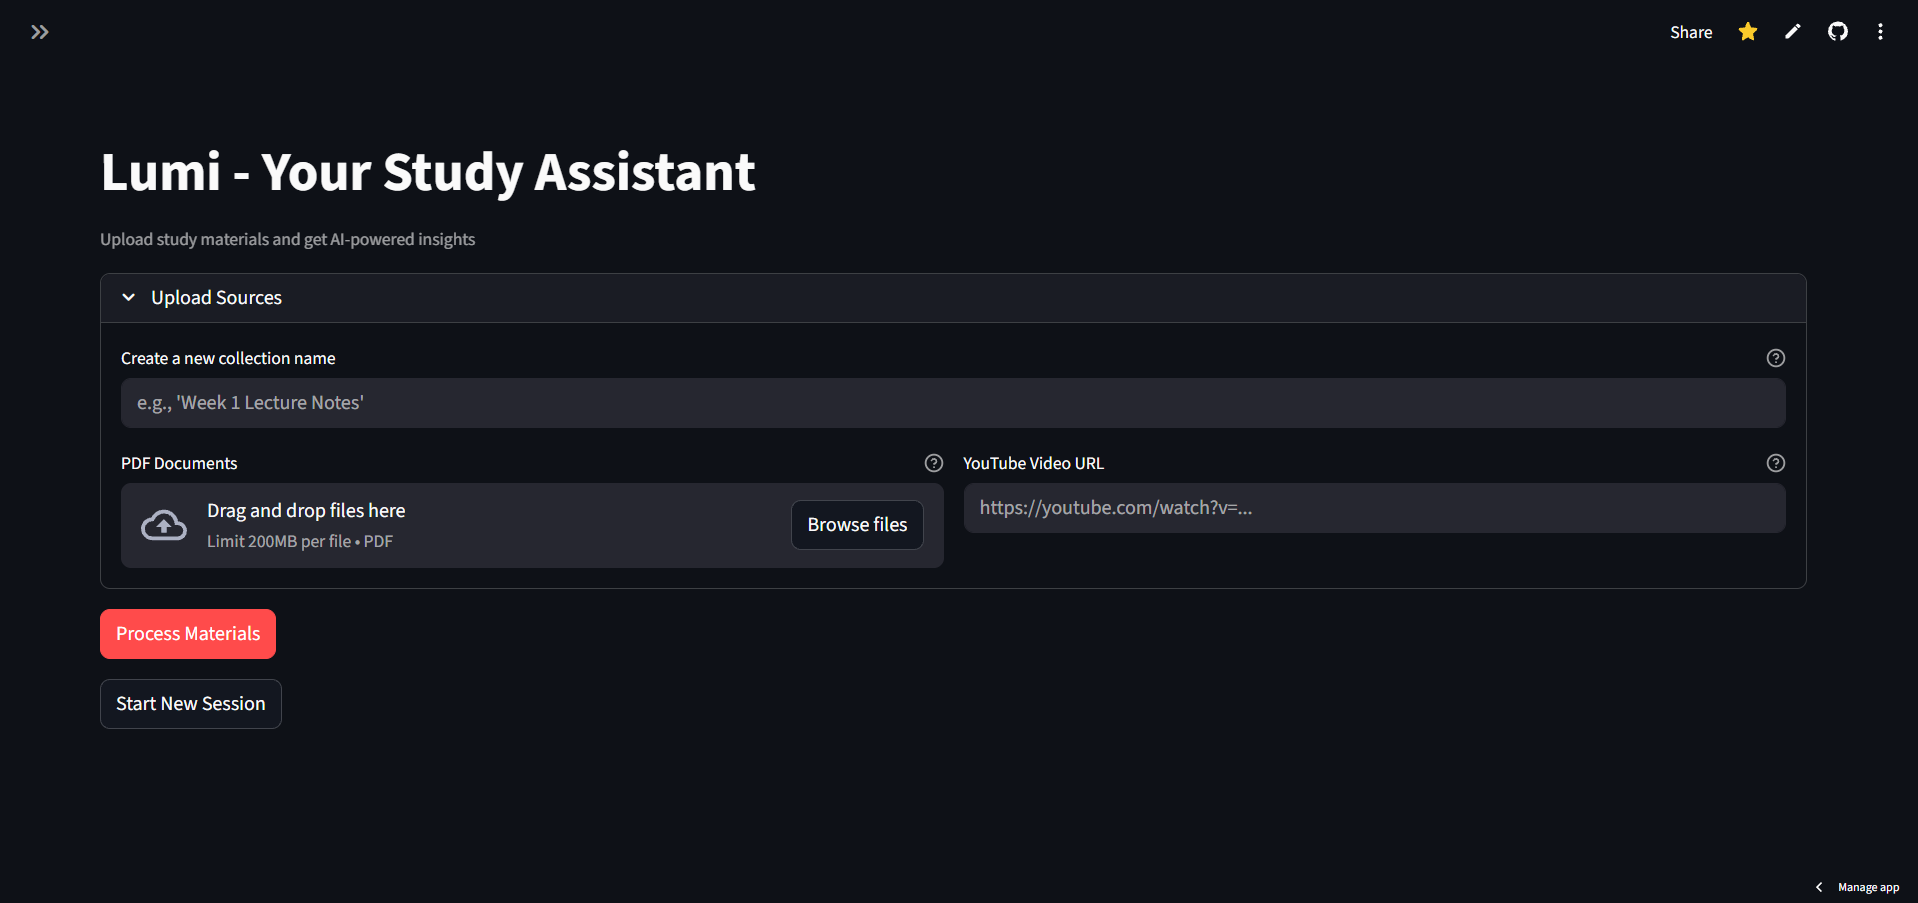 Share
Lumi - Your Study Assistant
Upload study materials and get AI-powered insights
Upload Sources
Create a new collection name
e.g., 'Week 1 Lecture Notes'
PDF Documents
Drag and drop files here
Limit 200MB per file • PDF
Browse files
YouTube Video URL
https://youtube.com/watch?v=...
Process Materials
Start New Session
Manage app